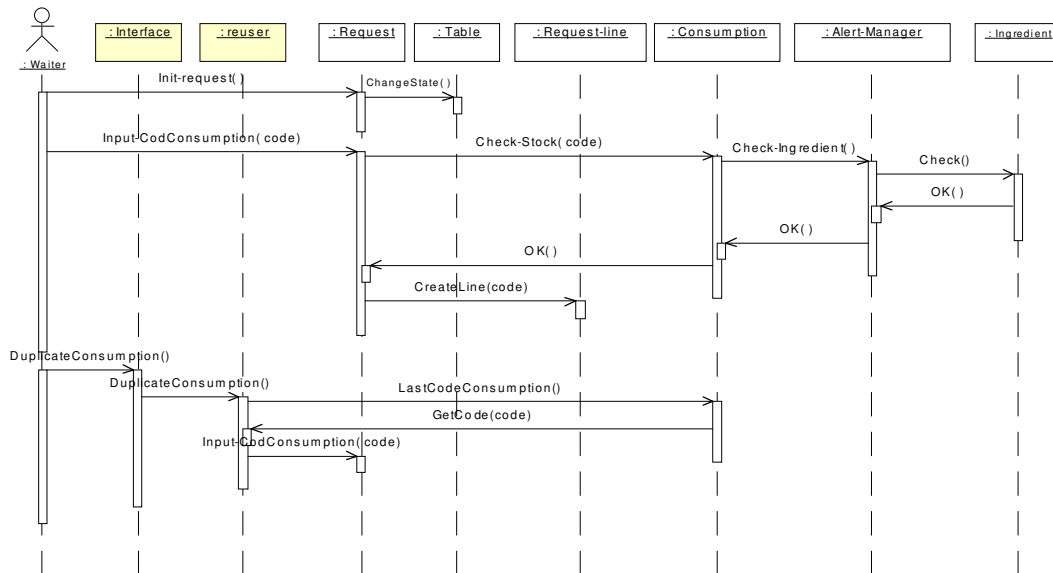 : Interface
: reuser
: Request
: Table
: Request-line
: Consumption
: Alert-Manager
: Ingredient
: Waiter
Init-request()
ChangeState()
Input-CodConsumption( code)
Check-Stock( code)
Check-Ingredient()
Check()
OK( )
OK( )
OK( )
CreateLine(code)
DuplicateConsumption()
DuplicateConsumption()
LastCodeConsumption()
GetCode(code)
Input-CodConsumption( code)